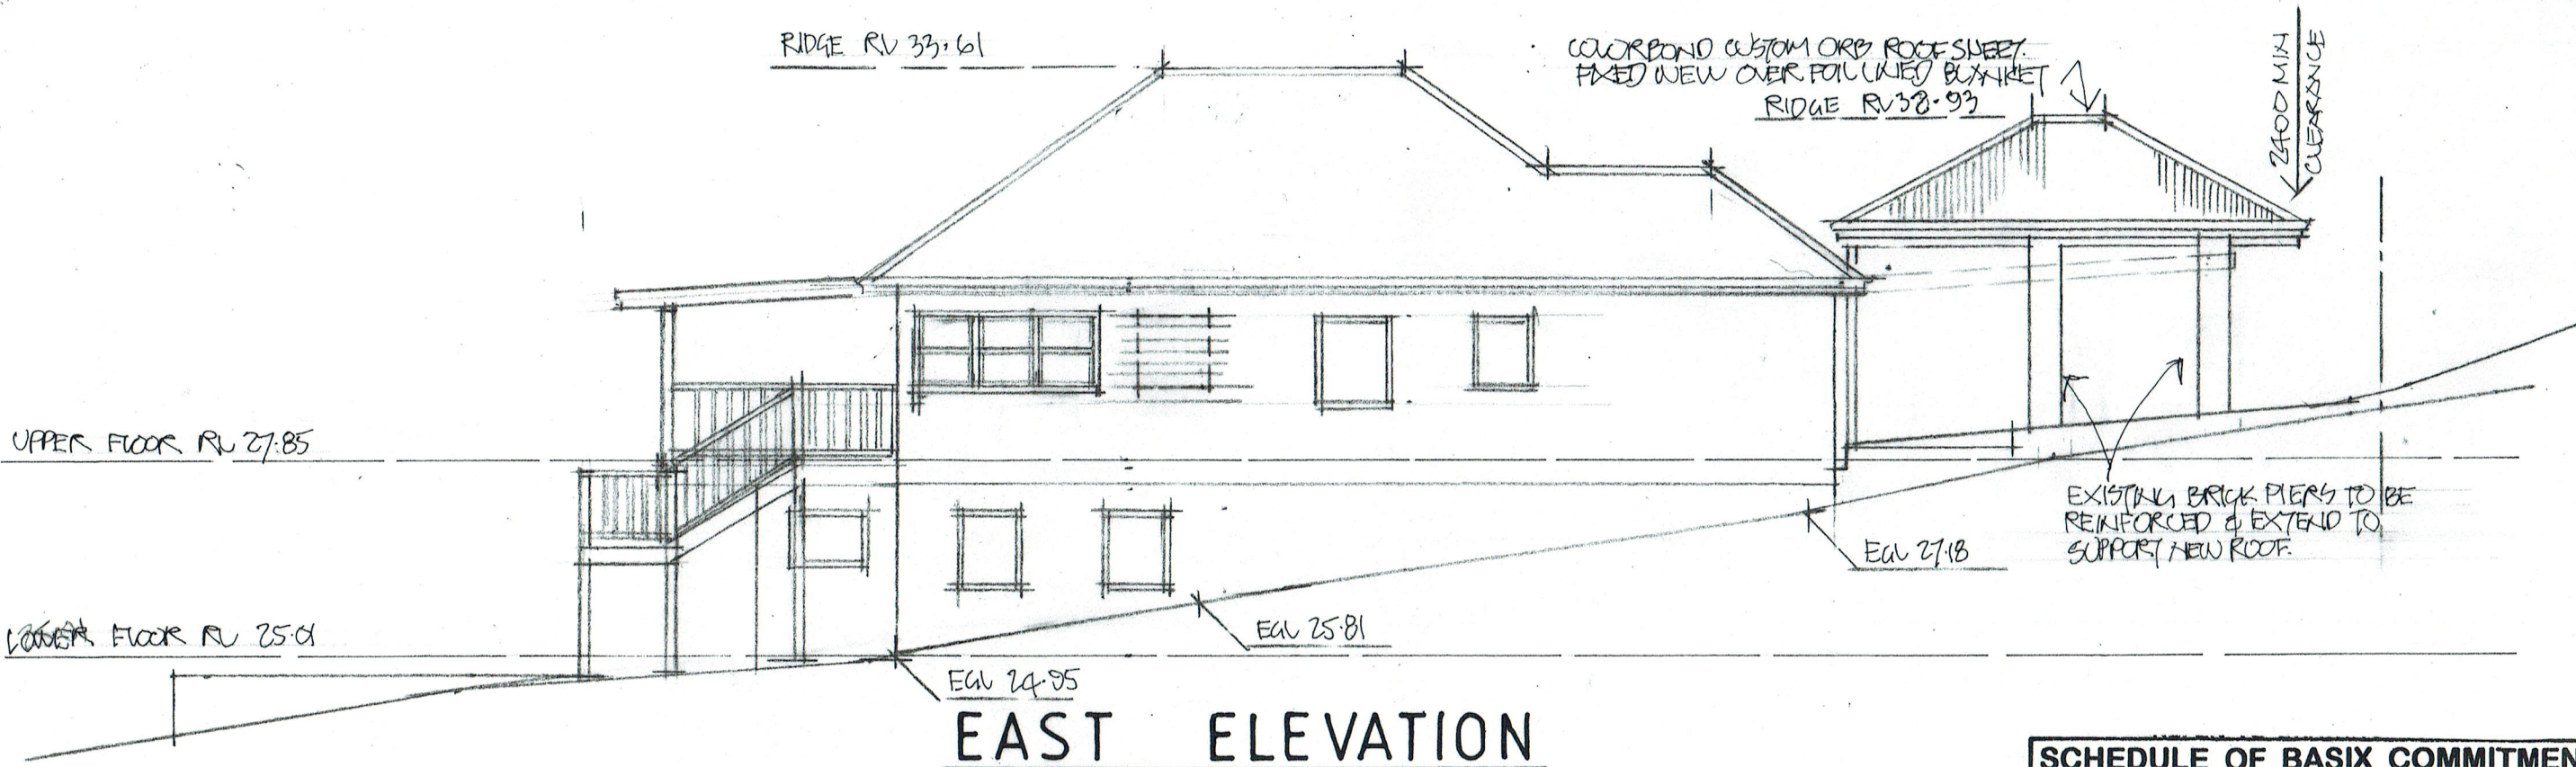 RIDGE RL 33.61
COLORBOND CUSTOM ORB ROOF SHEET.
FIXED NEW OVER FOIL LINED BLANKET
RIDGE RL 32.93
2400 MIN
CLEARANCE
UPPER FLOOR RL 27.85
EXISTING BRICK PIERS TO BE
REINFORCED & EXTEND TO
SUPPORT NEW ROOF.
EGL 27.18
LOWER FLOOR RL 25.01
EGL 25.81
EGL 24.95
EAST ELEVATION
SCHEDULE OF BASIX COMMITMEN